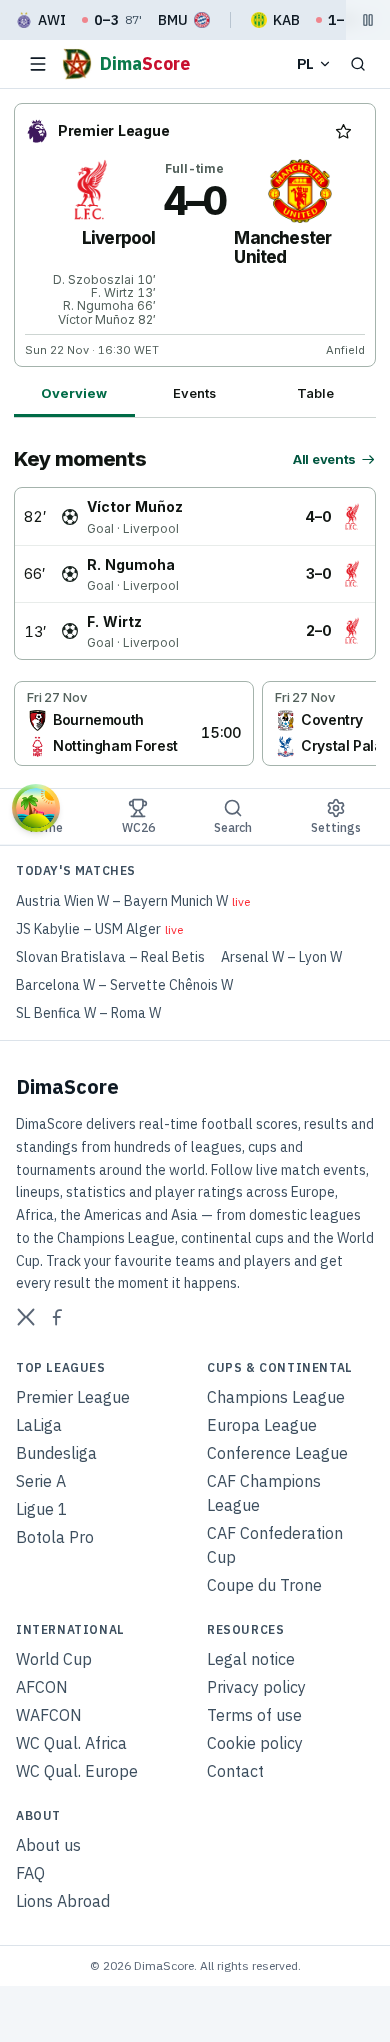 AWI 0–3 87' BMU KAB 1–
DimaScore PL
Premier League
Full-time
4–0
Liverpool Manchester United
D. Szoboszlai 10'
F. Wirtz 13'
R. Ngumoha 66'
Víctor Muñoz 82'
Sun 22 Nov · 16:30 WET Anfield
Overview Events Table
Key moments All events →
82' Víctor Muñoz 4–0
Goal · Liverpool
66' R. Ngumoha 3–0
Goal · Liverpool
13' F. Wirtz 2–0
Goal · Liverpool
Fri 27 Nov
Bournemouth
Nottingham Forest
15:00
Fri 27 Nov
Coventry
Crystal Pala
WC26 Search Settings
TODAY'S MATCHES
Austria Wien W – Bayern Munich W live
JS Kabylie – USM Alger live
Slovan Bratislava – Real Betis Arsenal W – Lyon W
Barcelona W – Servette Chênois W
SL Benfica W – Roma W
DimaScore
DimaScore delivers real-time football scores, results and
standings from hundreds of leagues, cups and
tournaments around the world. Follow live match events,
lineups, statistics and player ratings across Europe,
Africa, the Americas and Asia — from domestic leagues
to the Champions League, continental cups and the World
Cup. Track your favourite teams and players and get
every result the moment it happens.
TOP LEAGUES
Premier League
LaLiga
Bundesliga
Serie A
Ligue 1
Botola Pro
CUPS & CONTINENTAL
Champions League
Europa League
Conference League
CAF Champions
League
CAF Confederation
Cup
Coupe du Trone
INTERNATIONAL
World Cup
AFCON
WAFCON
WC Qual. Africa
WC Qual. Europe
RESOURCES
Legal notice
Privacy policy
Terms of use
Cookie policy
Contact
ABOUT
About us
FAQ
Lions Abroad
© 2026 DimaScore. All rights reserved.